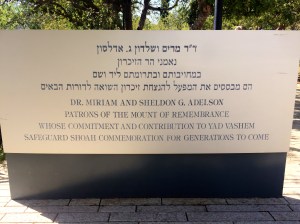 ד"ר מרים ושלדון ג. אדלסון
נאמני הר הזיכרון
במחויבותם ובתרומתם ליד ושם
הם מבססים את המפעל להנצחת זיכרון השואה לדורות הבאים
DR. MIRIAM AND SHELDON G. ADELSON
PATRONS OF THE MOUNT OF REMEMBRANCE
WHOSE COMMITMENT AND CONTRIBUTION TO YAD VASHEM
SAFEGUARD SHOAH COMMEMORATION FOR GENERATIONS TO COME